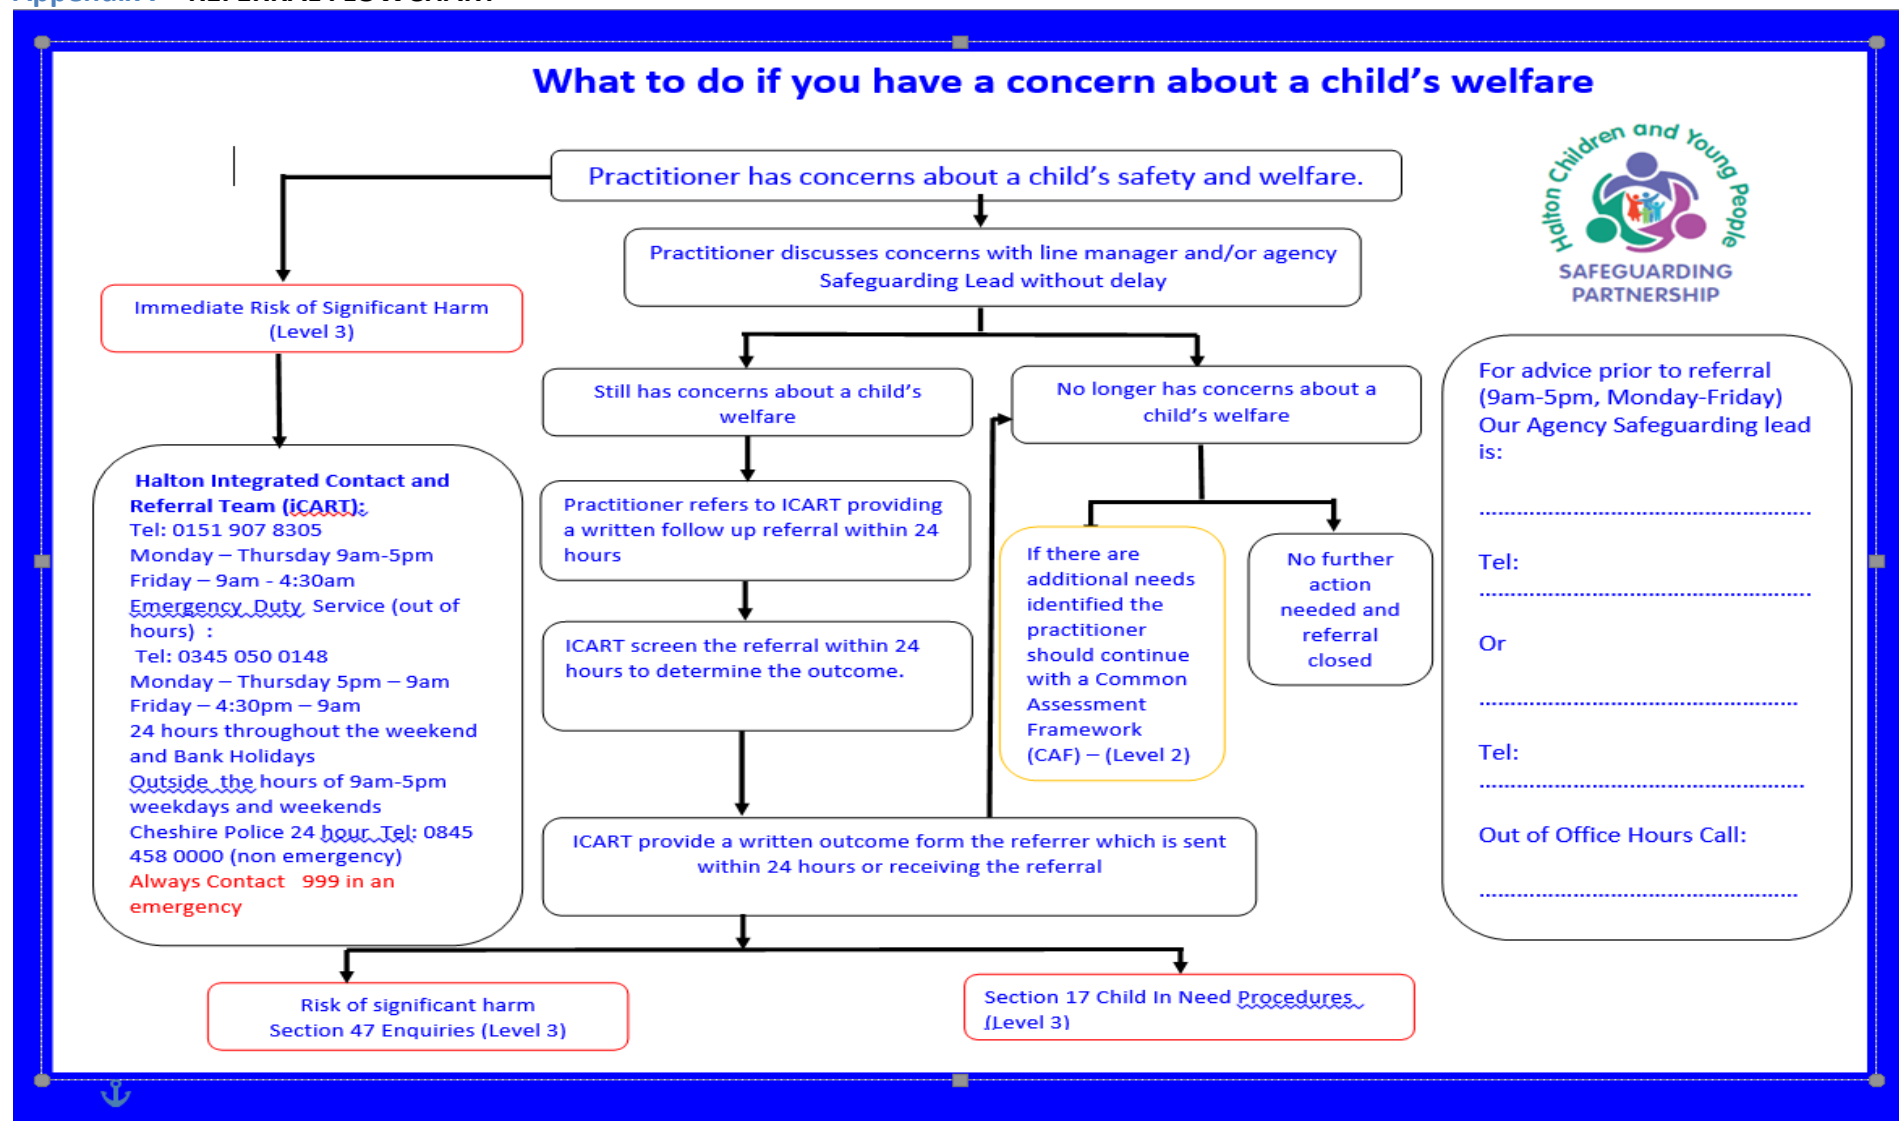 REFERRAL FLOW CHART
What to do if you have a concern about a child's welfare
Halton Children and Young People
SAFEGUARDING
PARTNERSHIP
Practitioner has concerns about a child's safety and welfare.
Practitioner discusses concerns with line manager and/or agency
Safeguarding Lead without delay
Immediate Risk of Significant Harm
(Level 3)
Still has concerns about a child's
welfare
No longer has concerns about a
child's welfare
Halton Integrated Contact and
Referral Team (iCART):
Tel: 0151 907 8305
Monday – Thursday 9am-5pm
Friday – 9am - 4:30am
Emergency Duty Service (out of
hours) :
Tel: 0345 050 0148
Monday – Thursday 5pm – 9am
Friday – 4:30pm – 9am
24 hours throughout the weekend
and Bank Holidays
Outside the hours of 9am-5pm
weekdays and weekends
Cheshire Police 24 hour Tel: 0845
458 0000 (non emergency)
Always Contact 999 in an
emergency
Practitioner refers to ICART providing
a written follow up referral within 24
hours
ICART screen the referral within 24
hours to determine the outcome.
If there are
additional needs
identified the
practitioner
should continue
with a Common
Assessment
Framework
(CAF) – (Level 2)
No further
action
needed and
referral
closed
ICART provide a written outcome form the referrer which is sent
within 24 hours or receiving the referral
Risk of significant harm
Section 47 Enquiries (Level 3)
Section 17 Child In Need Procedures
(Level 3)
For advice prior to referral
(9am-5pm, Monday-Friday)
Our Agency Safeguarding lead
is:
..........................................................
Tel:
..........................................................
Or
........................................................
Tel:
.........................................................
Out of Office Hours Call:
........................................................